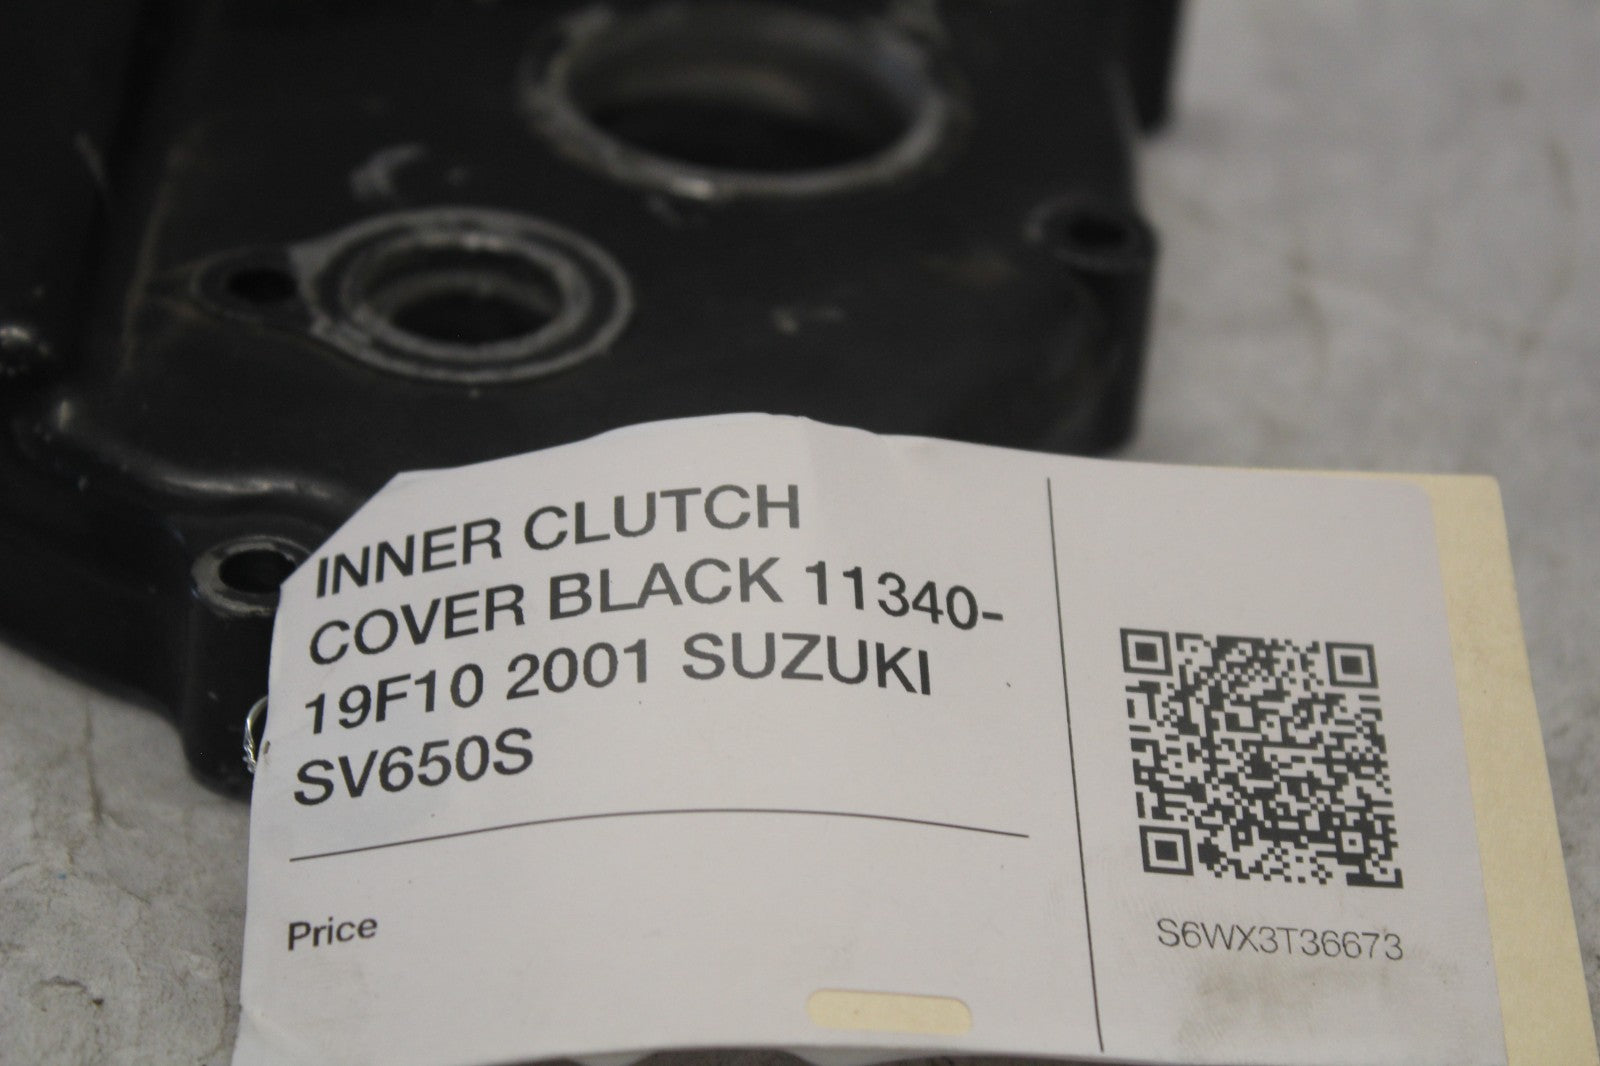 INNER CLUTCH
COVER BLACK 11340-
19F10 2001 SUZUKI
SV650S
Price
S6WX3T36673